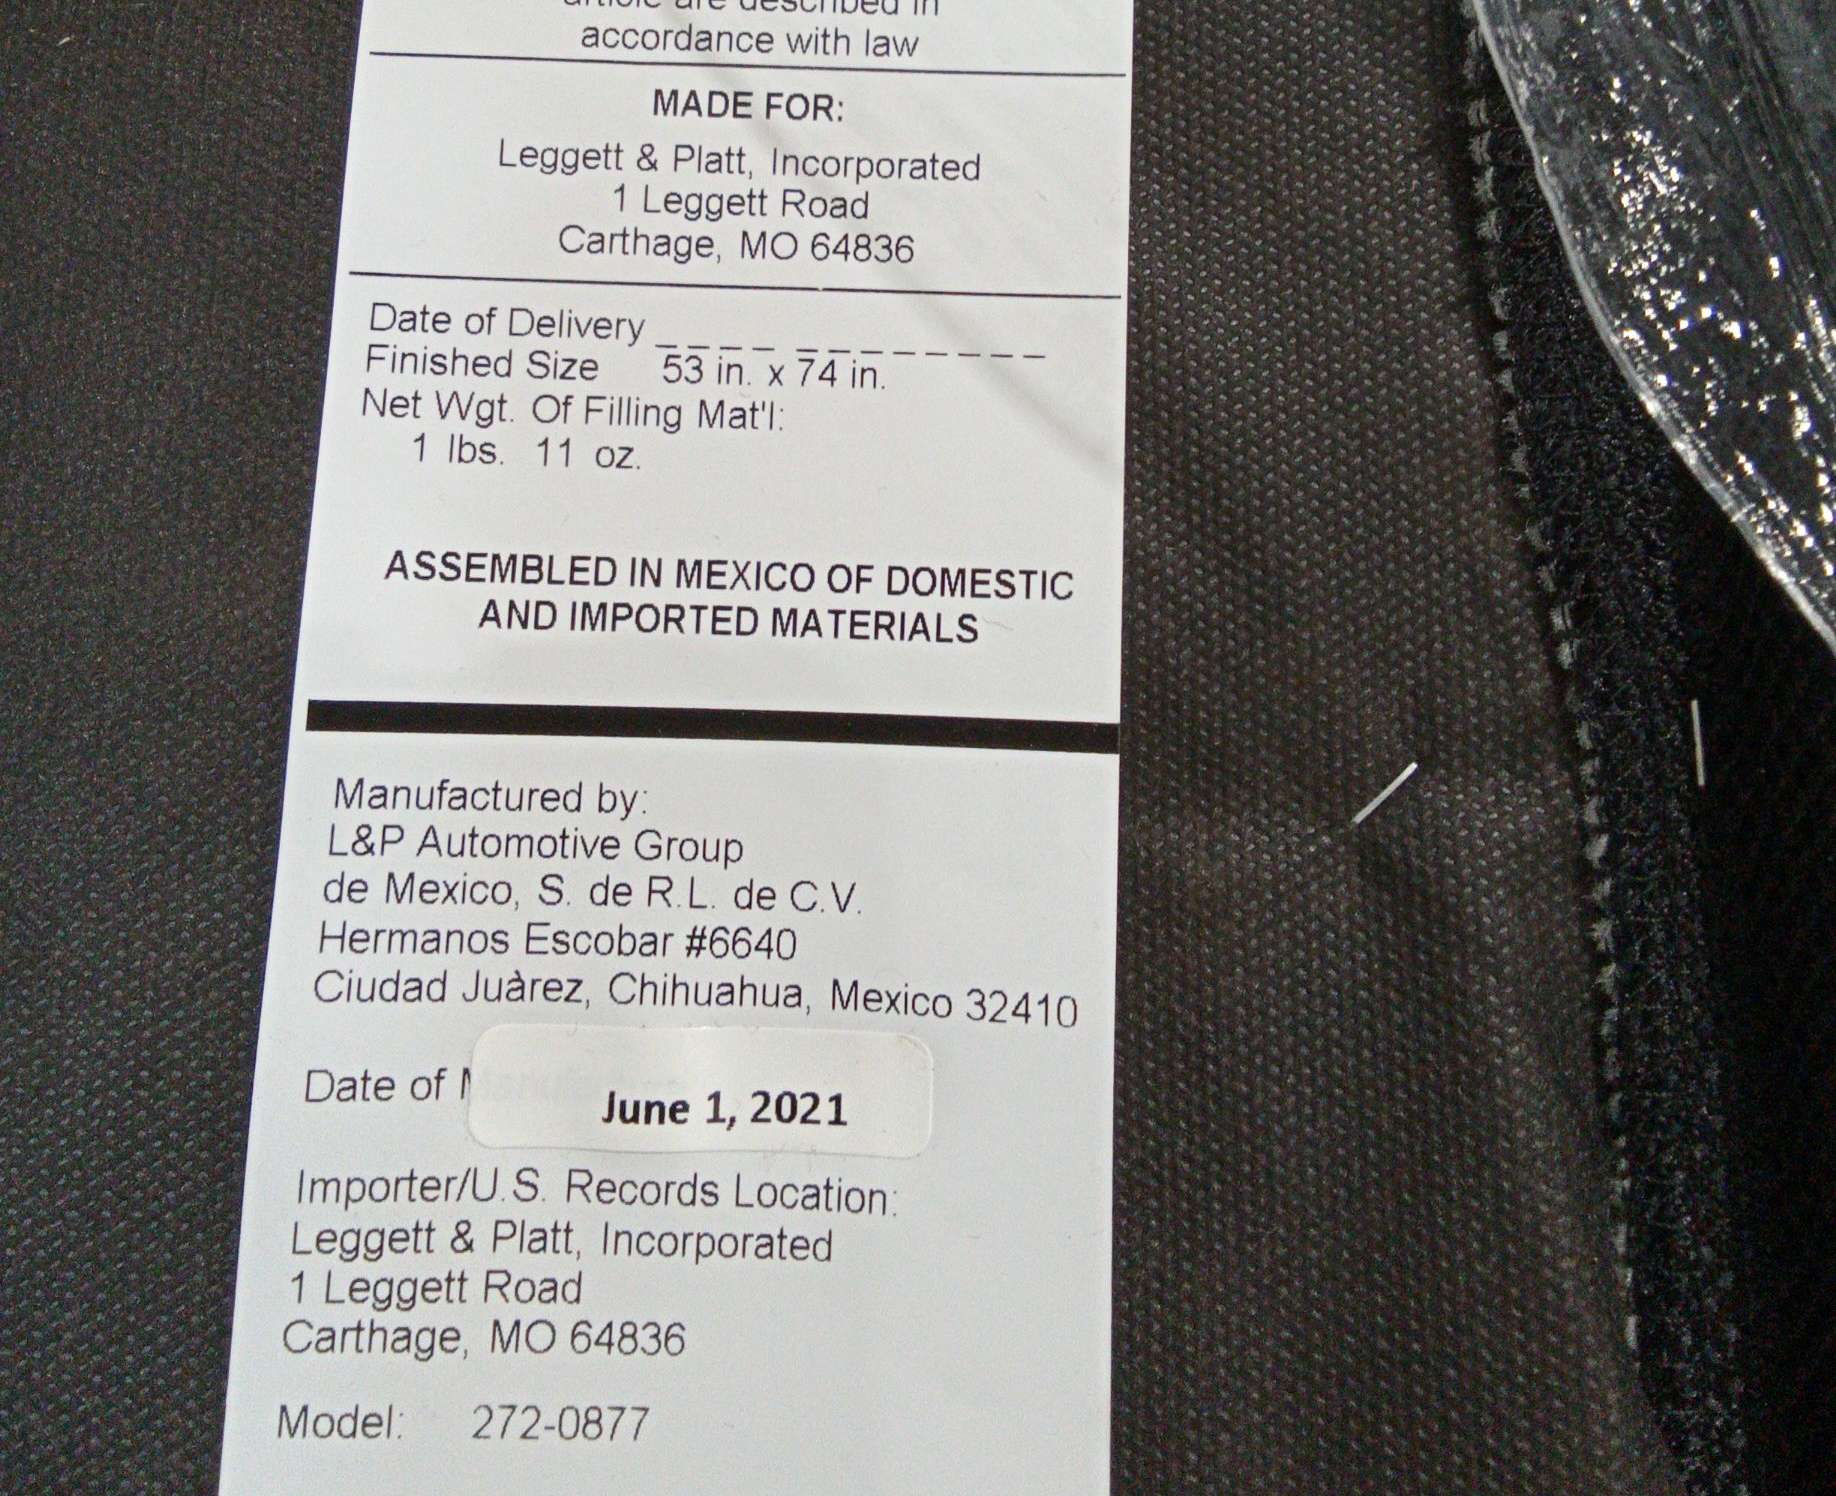 article are described in
accordance with law
MADE FOR:
Leggett & Platt, Incorporated
1 Leggett Road
Carthage, MO 64836
Date of Delivery
Finished Size 53 in. x 74 in.
Net Wgt. Of Filling Mat'l:
1 lbs. 11 oz.
ASSEMBLED IN MEXICO OF DOMESTIC
AND IMPORTED MATERIALS
Manufactured by:
L&P Automotive Group
de Mexico, S. de R.L. de C.V.
Hermanos Escobar #6640
Ciudad Juàrez, Chihuahua, Mexico 32410
Date of June 1, 2021
Importer/U.S. Records Location:
Leggett & Platt, Incorporated
1 Leggett Road
Carthage, MO 64836
Model: 272-0877